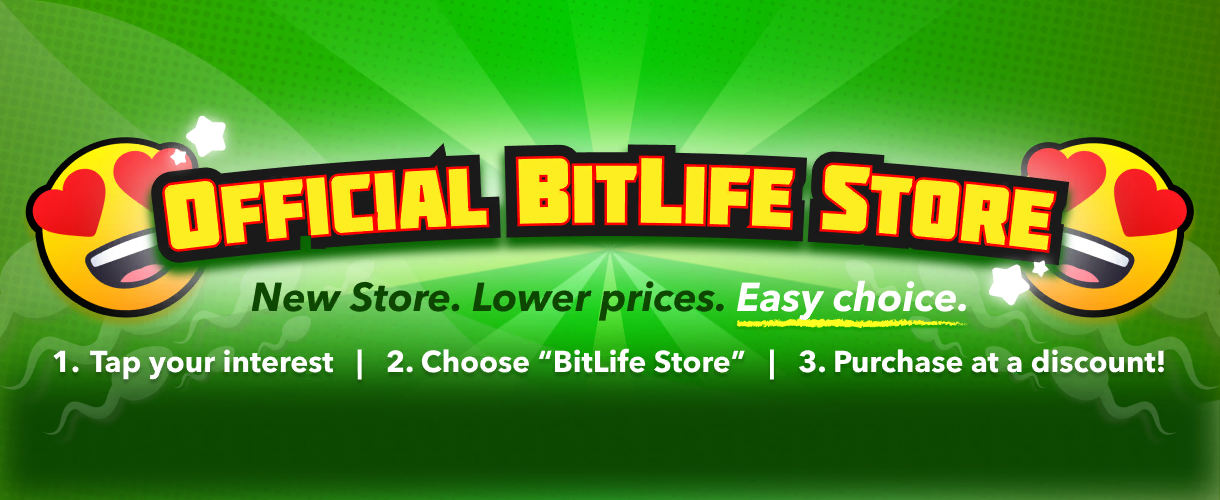 OFFICIAL BITLIFE STORE
New Store. Lower prices. Easy choice.
1. Tap your interest | 2. Choose “BitLife Store” | 3. Purchase at a discount!